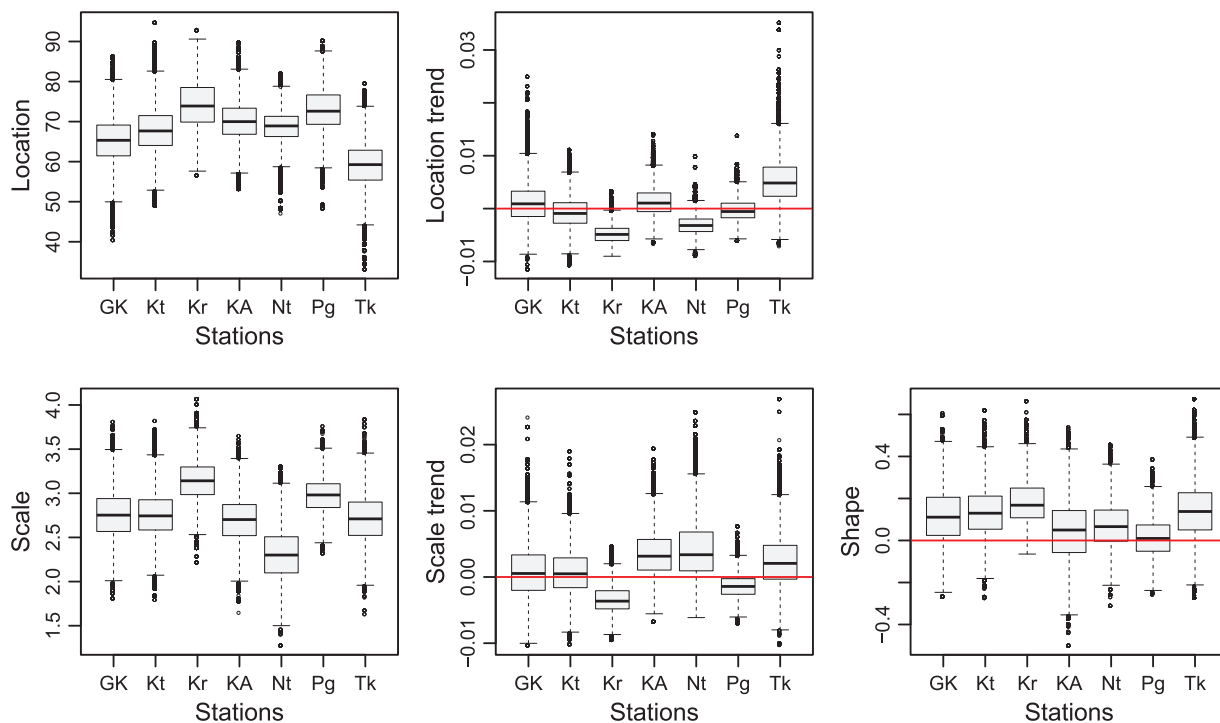 Location
90
80
70
60
50
40
GK Kt Kr KA Nt Pg Tk
Stations
Location trend
0.03
0.01
−0.01
GK Kt Kr KA Nt Pg Tk
Stations
Scale
4.0
3.5
3.0
2.5
2.0
1.5
GK Kt Kr KA Nt Pg Tk
Stations
Scale trend
0.02
0.01
0.00
−0.01
GK Kt Kr KA Nt Pg Tk
Stations
Shape
0.4
0.0
−0.4
GK Kt Kr KA Nt Pg Tk
Stations